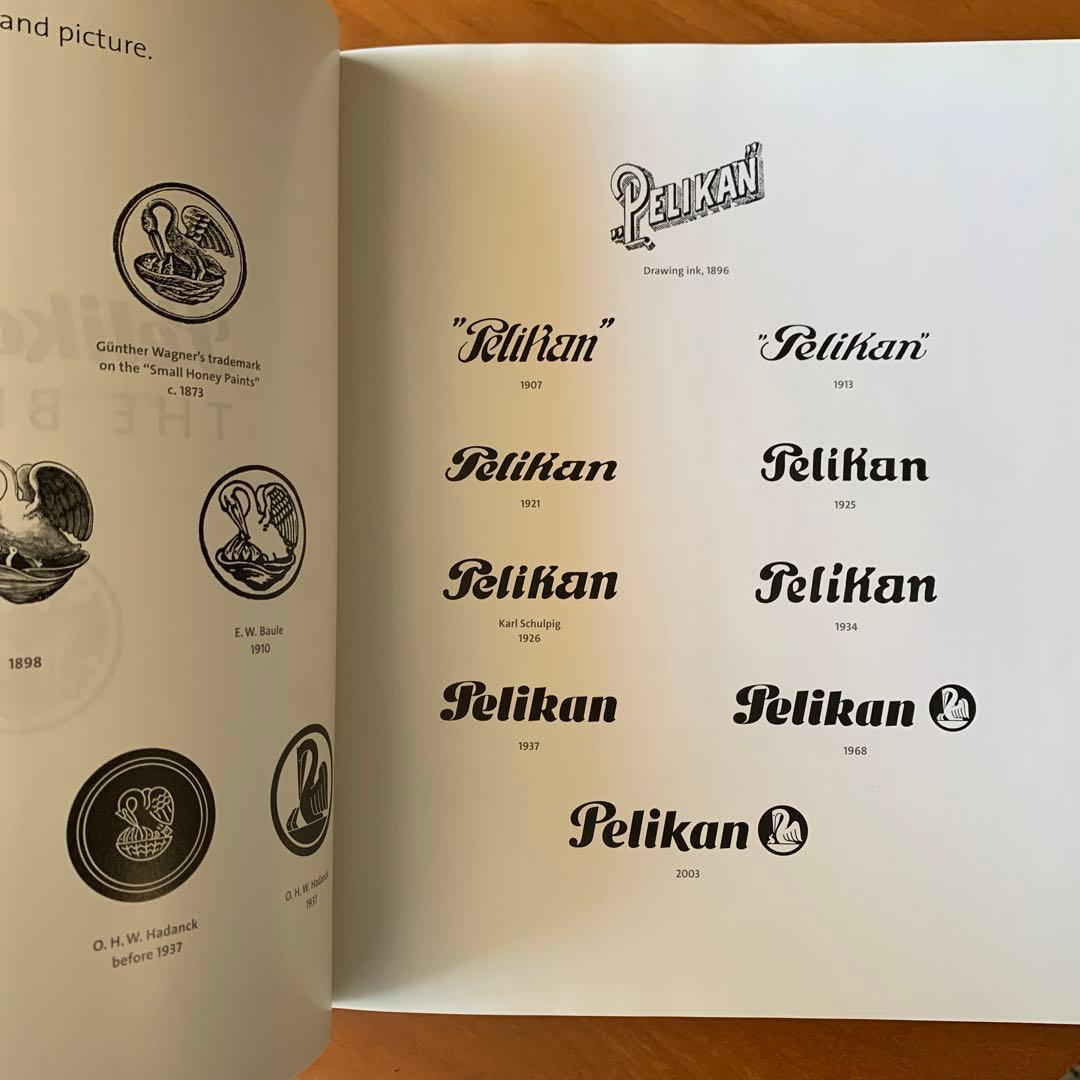 and picture.
Günther Wagner's trademark
on the "Small Honey Paints"
c. 1873
1898
E. W. Baule
1910
O. H. W. Hadanck
before 1937
O. H. W. Hadanck
1937
"PELIKAN"
Drawing ink, 1896
"Pelikan"
1907
"Pelikan"
1913
Pelikan
1921
Pelikan
1925
Pelikan
Karl Schulpig
1926
Pelikan
1934
Pelikan
1937
Pelikan
1968
Pelikan
2003